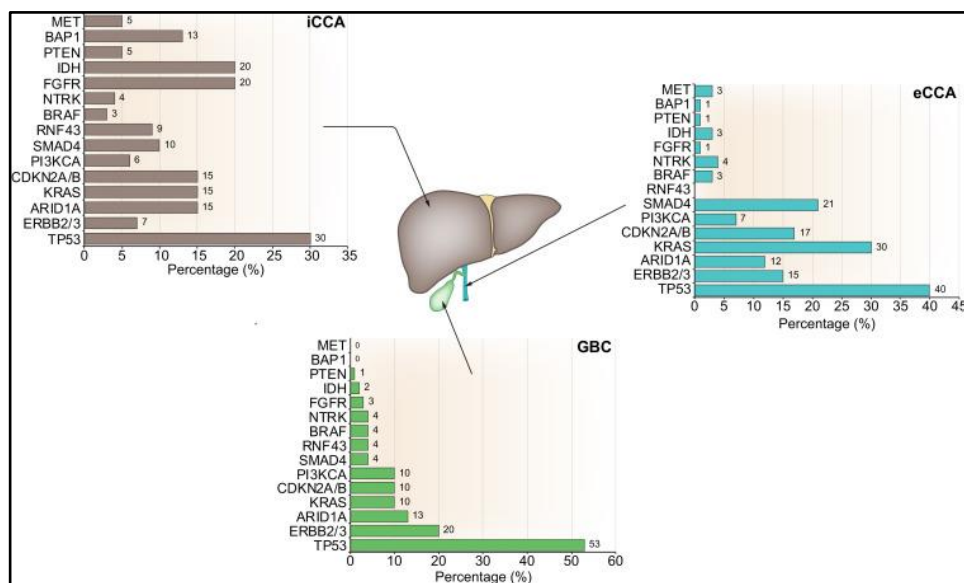 iCCA
MET 5
BAP1 13
PTEN 5
IDH 20
FGFR 20
NTRK 4
BRAF 3
RNF43 9
SMAD4 10
PI3KCA 6
CDKN2A/B 15
KRAS 15
ARID1A 15
ERBB2/3 7
TP53 30
0 5 10 15 20 25 30 35
Percentage (%)
eCCA
MET 3
BAP1 1
PTEN 1
IDH 3
FGFR 1
NTRK 4
BRAF 3
RNF43
SMAD4 21
PI3KCA 7
CDKN2A/B 17
KRAS 30
ARID1A 12
ERBB2/3 15
TP53 40
0 5 10 15 20 25 30 35 40 45
Percentage (%)
GBC
MET 0
BAP1 0
PTEN 1
IDH 2
FGFR 3
NTRK 4
BRAF 4
RNF43 4
SMAD4 4
PI3KCA 10
CDKN2A/B 10
KRAS 10
ARID1A 13
ERBB2/3 20
TP53 53
0 10 20 30 40 50 60
Percentage (%)